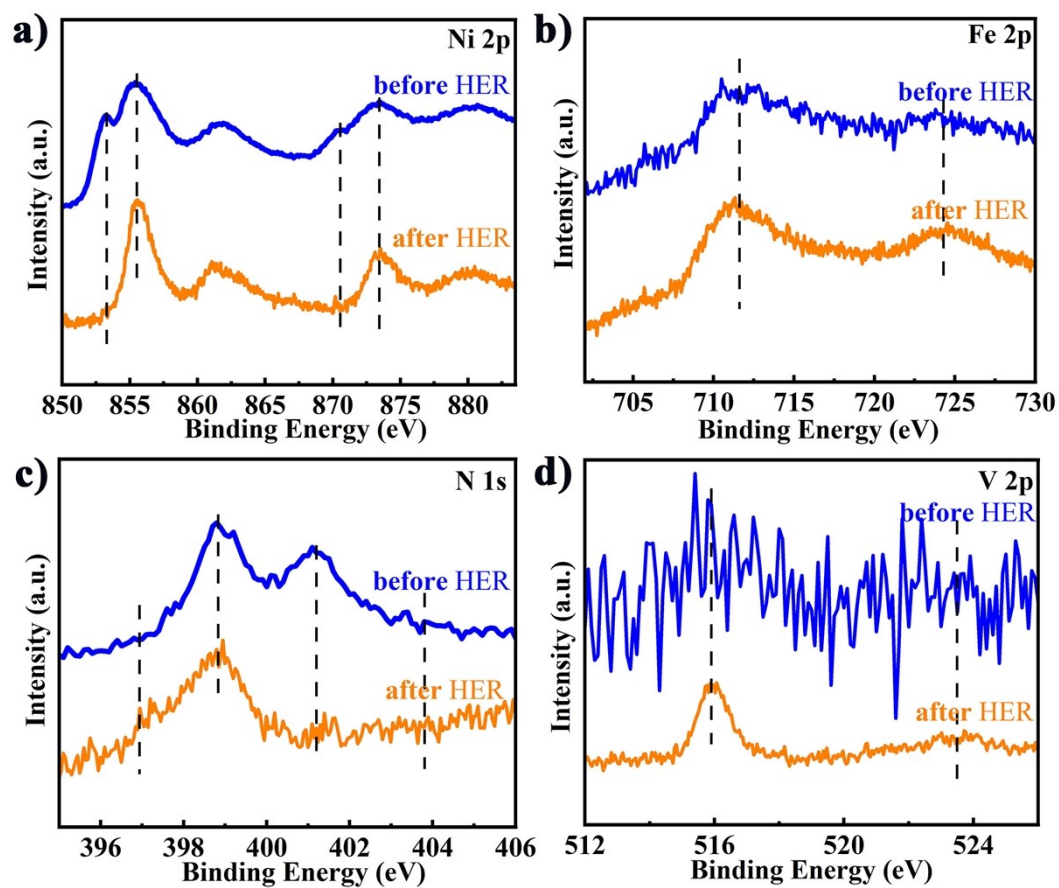 a)
Ni 2p
before HER
after HER
Intensity (a.u.)
850 855 860 865 870 875 880
Binding Energy (eV)
b)
Fe 2p
before HER
after HER
Intensity (a.u.)
705 710 715 720 725 730
Binding Energy (eV)
c)
N 1s
before HER
after HER
Intensity (a.u.)
396 398 400 402 404 406
Binding Energy (eV)
d)
V 2p
before HER
after HER
Intensity (a.u.)
512 516 520 524
Binding Energy (eV)